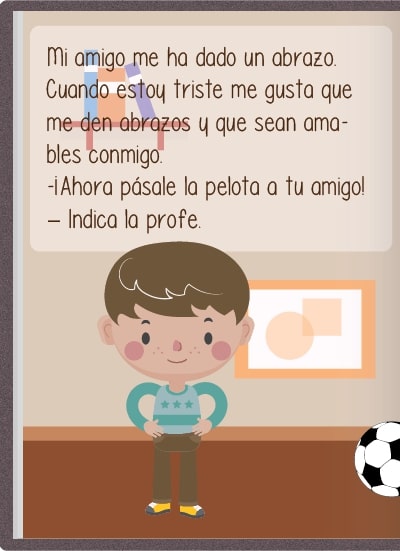 Mi amigo me ha dado un abrazo.
Cuando estoy triste me gusta que
me den abrazos y que sean ama-
bles conmigo.
-¡Ahora pásale la pelota a tu amigo!
– Indica la profe.